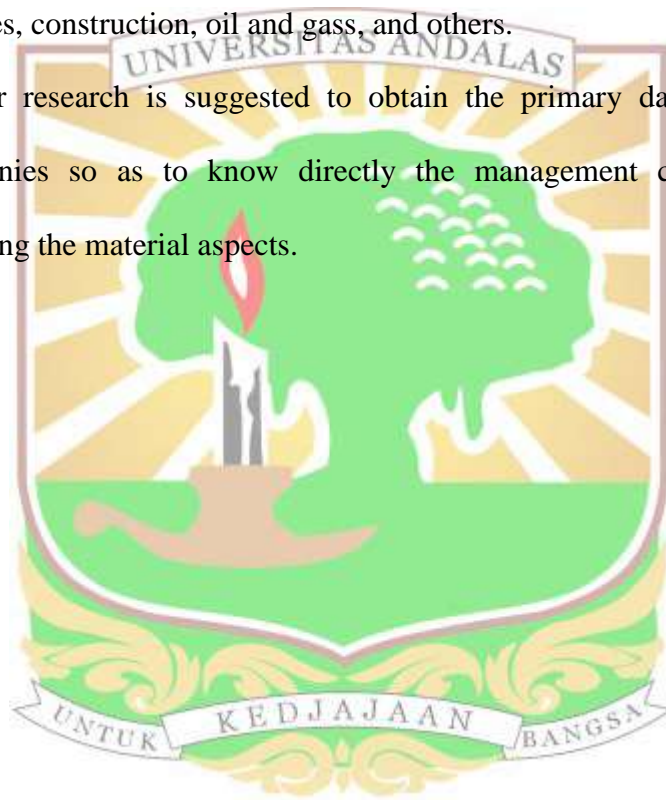 es, construction, oil and gass, and others.
UNIVERSITAS ANDALAS
r research is suggested to obtain the primary da
nies so as to know directly the management c
ng the material aspects.
UNTUK KEDJAJAAN BANGSA